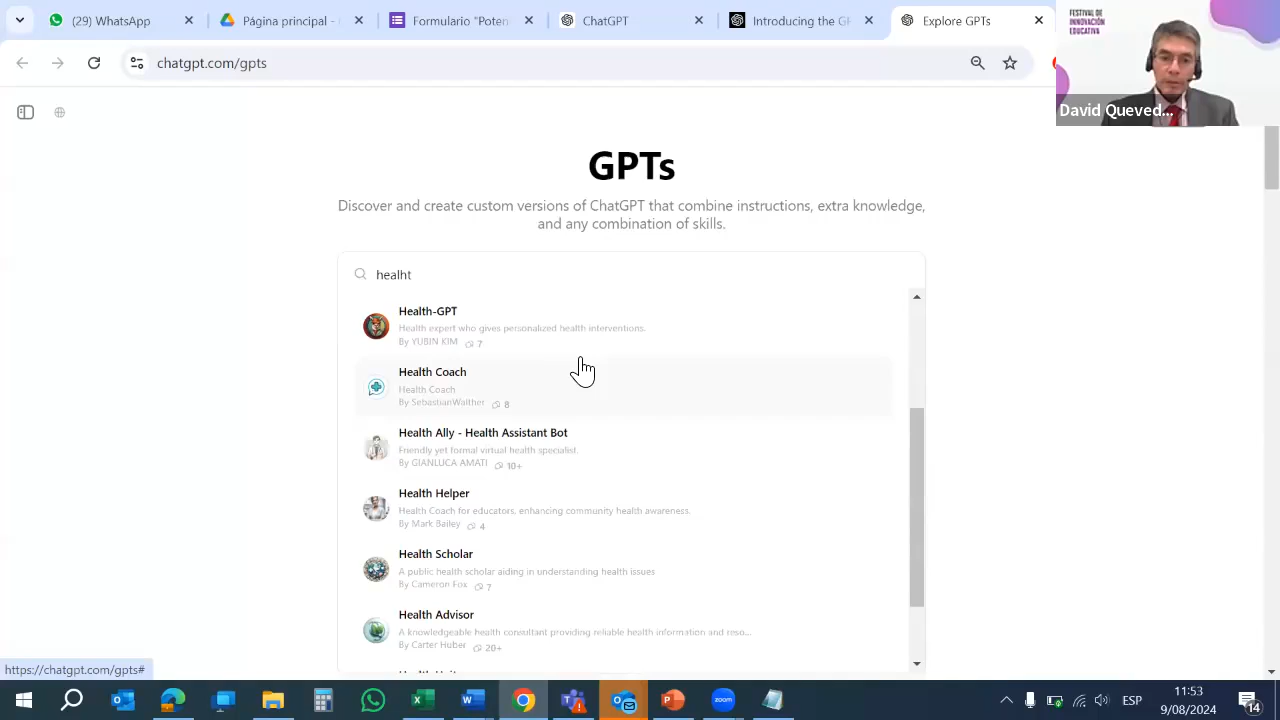 (29) WhatsApp
Página principal -
Formulario "Poten
ChatGPT
Introducing the GP
Explore GPTs
chatgpt.com/gpts
FESTIVAL DE
INNOVACIÓN
EDUCATIVA
David Queved...
GPTs
Discover and create custom versions of ChatGPT that combine instructions, extra knowledge,
and any combination of skills.
healht
Health-GPT
Health expert who gives personalized health interventions.
By YUBIN KIM 7
Health Coach
Health Coach
By SebastianWalther 8
Health Ally - Health Assistant Bot
Friendly yet formal virtual health specialist.
By GIANLUCA AMATI 10+
Health Helper
Health Coach for educators, enhancing community health awareness.
By Mark Bailey 4
Health Scholar
A public health scholar aiding in understanding health issues
By Cameron Fox 7
Health Advisor
A knowledgeable health consultant providing reliable health information and reso...
By Carter Huber 20+
https://chatgpt.com/gpts#
zoom
ESP
11:53
9/08/2024
14